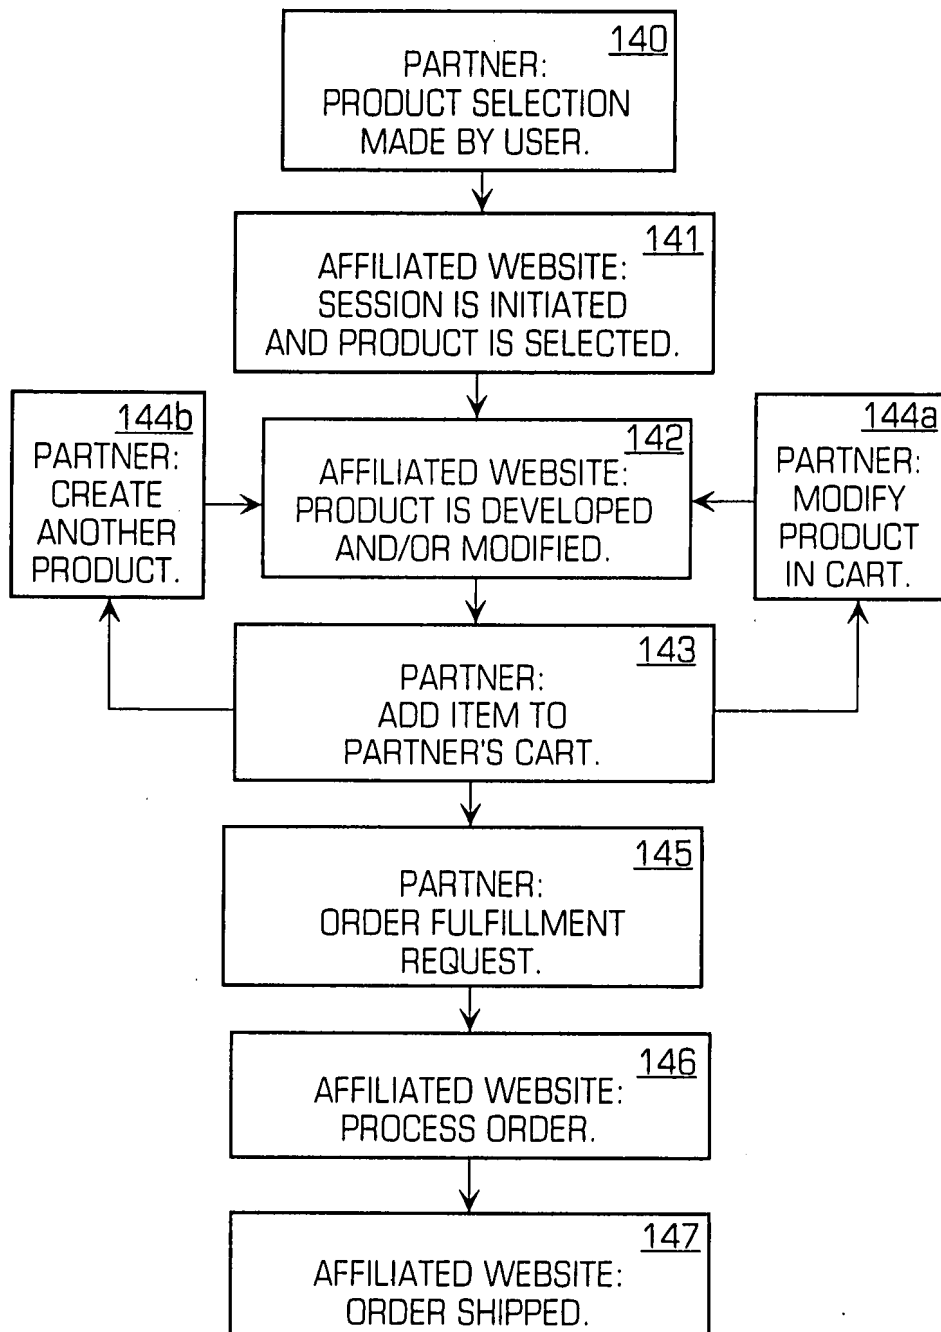 140
PARTNER:
PRODUCT SELECTION
MADE BY USER.
141
AFFILIATED WEBSITE:
SESSION IS INITIATED
AND PRODUCT IS SELECTED.
144b
PARTNER:
CREATE
ANOTHER
PRODUCT.
142
AFFILIATED WEBSITE:
PRODUCT IS DEVELOPED
AND/OR MODIFIED.
144a
PARTNER:
MODIFY
PRODUCT
IN CART.
143
PARTNER:
ADD ITEM TO
PARTNER'S CART.
145
PARTNER:
ORDER FULFILLMENT
REQUEST.
146
AFFILIATED WEBSITE:
PROCESS ORDER.
147
AFFILIATED WEBSITE:
ORDER SHIPPED.